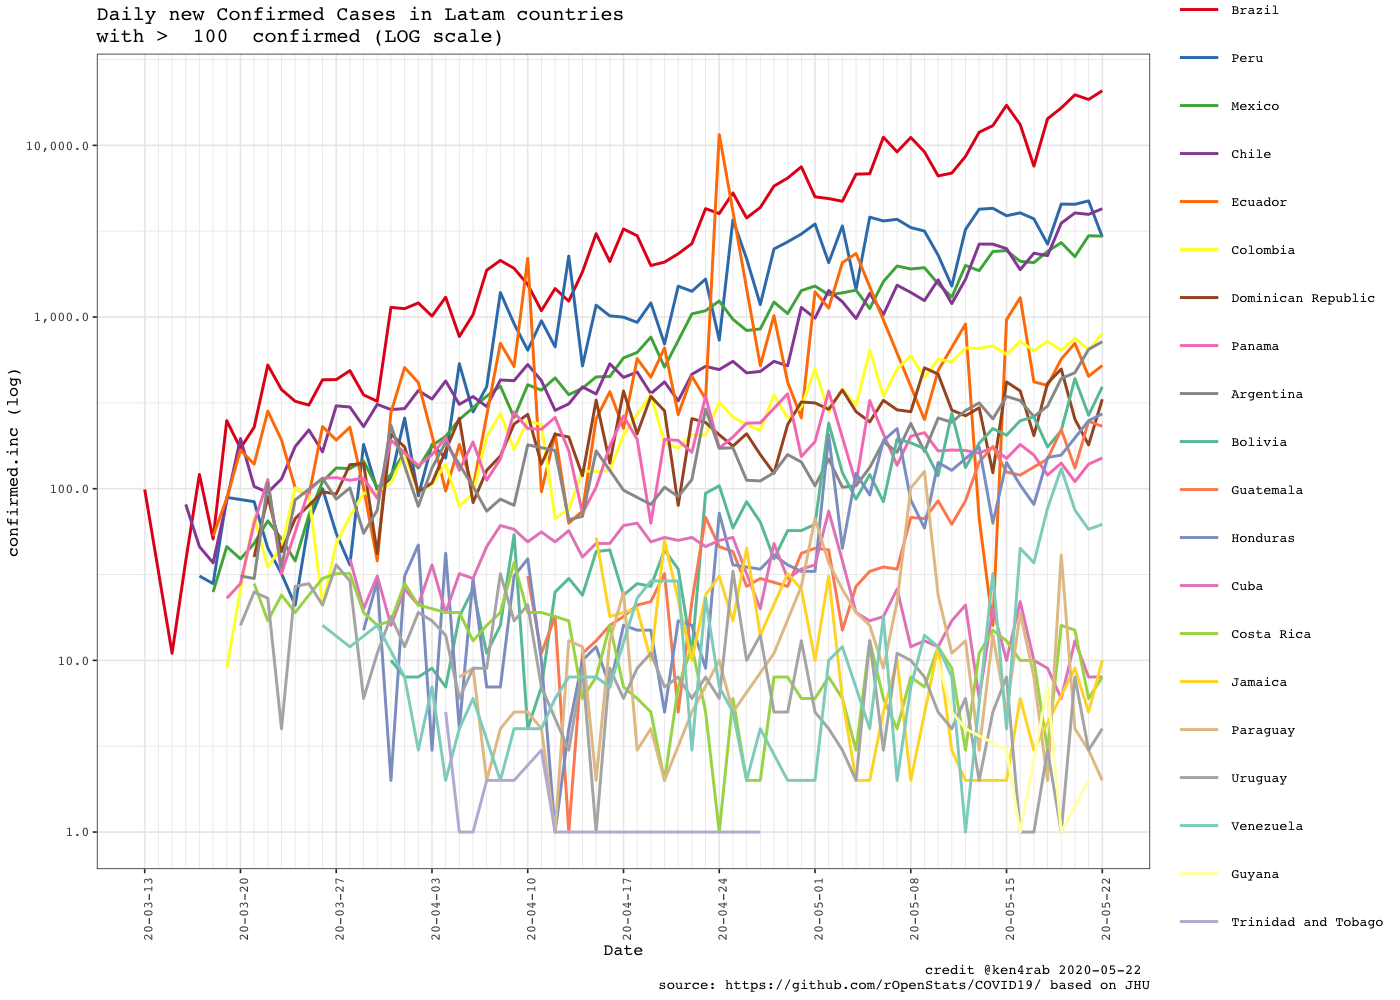 Daily new Confirmed Cases in Latam countries
with >  100  confirmed (LOG scale)
confirmed.inc (log)
10,000.0
1,000.0
100.0
10.0
1.0
20-03-13
20-03-20
20-03-27
20-04-03
20-04-10
20-04-17
20-04-24
20-05-01
20-05-08
20-05-15
20-05-22
Date
Brazil
Peru
Mexico
Chile
Ecuador
Colombia
Dominican Republic
Panama
Argentina
Bolivia
Guatemala
Honduras
Cuba
Costa Rica
Jamaica
Paraguay
Uruguay
Venezuela
Guyana
Trinidad and Tobago
credit @ken4rab 2020-05-22
source: https://github.com/rOpenStats/COVID19/ based on JHU